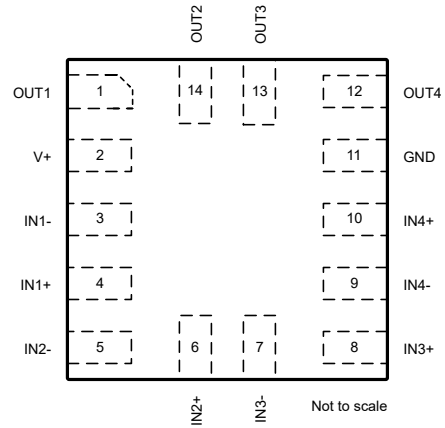 OUT2
OUT3
OUT1 1 14 13 12 OUT4
V+ 2 11 GND
IN1- 3 10 IN4+
IN1+ 4 9 IN4-
IN2- 5 6 7 8 IN3+
IN2+
IN3-
Not to scale